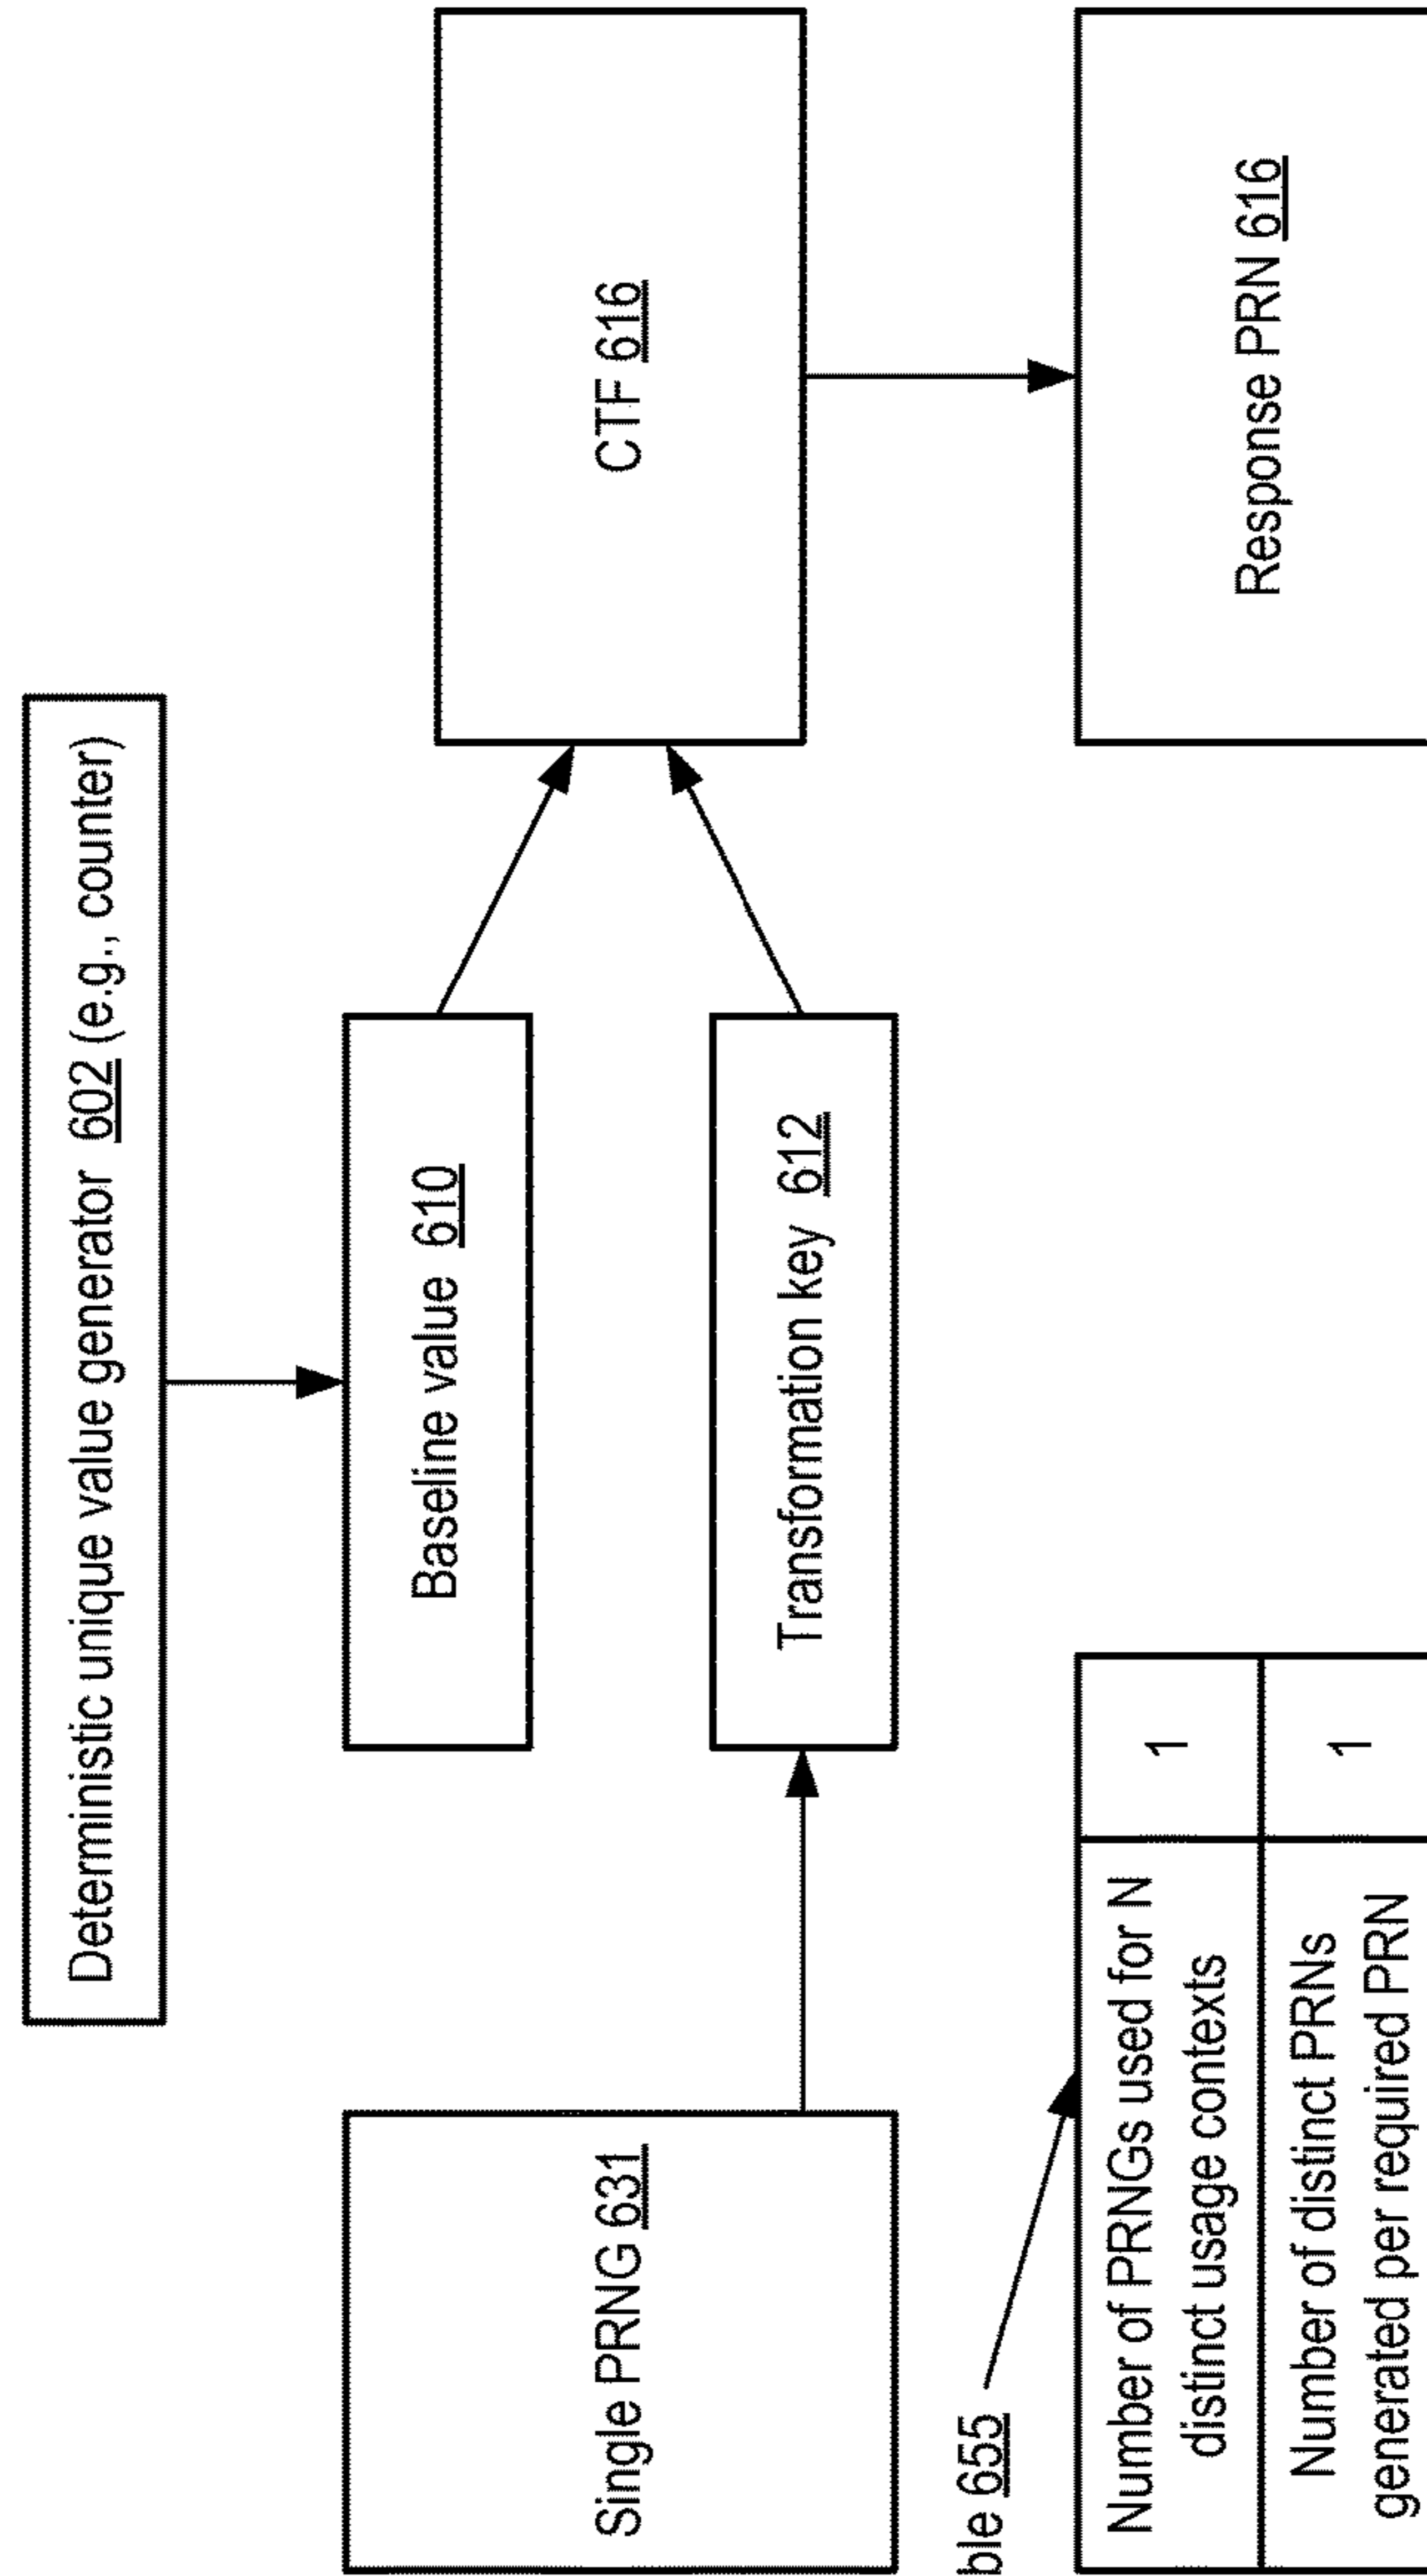 Deterministic unique value generator 602 (e.g., counter)
Single PRNG 631
Baseline value 610
Transformation key 612
CTF 616
Response PRN 616
ble 655
Number of PRNGs used for N
distinct usage contexts
1
Number of distinct PRNs
generated per required PRN
1